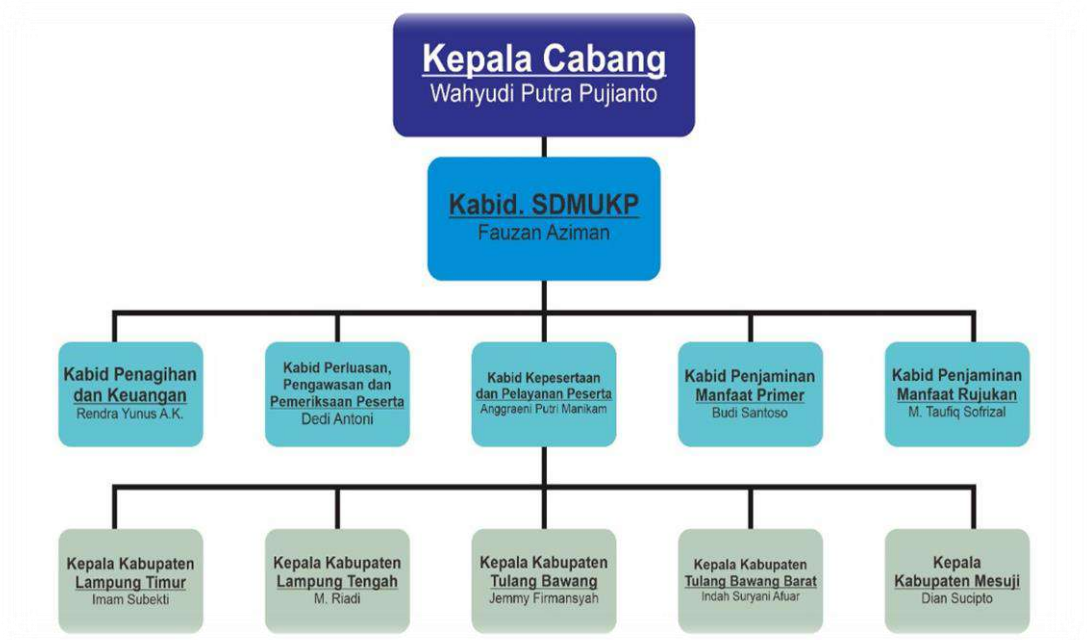 Kepala Cabang
Wahyudi Putra Pujianto
Kabid. SDMUKP
Fauzan Aziman
Kabid Penagihan
dan Keuangan
Rendra Yunus A.K.
Kabid Perluasan,
Pengawasan dan
Pemeriksaan Peserta
Dedi Antoni
Kabid Kepesertaan
dan Pelayanan Peserta
Anggraeni Putri Manikam
Kabid Penjaminan
Manfaat Primer
Budi Santoso
Kabid Penjaminan
Manfaat Rujukan
M. Taufiq Sofrizal
Kepala Kabupaten
Lampung Timur
Imam Subekti
Kepala Kabupaten
Lampung Tengah
M. Riadi
Kepala Kabupaten
Tulang Bawang
Jemmy Firmansyah
Kepala Kabupaten
Tulang Bawang Barat
Indah Suryani Afuar
Kepala
Kabupaten Mesuji
Dian Sucipto